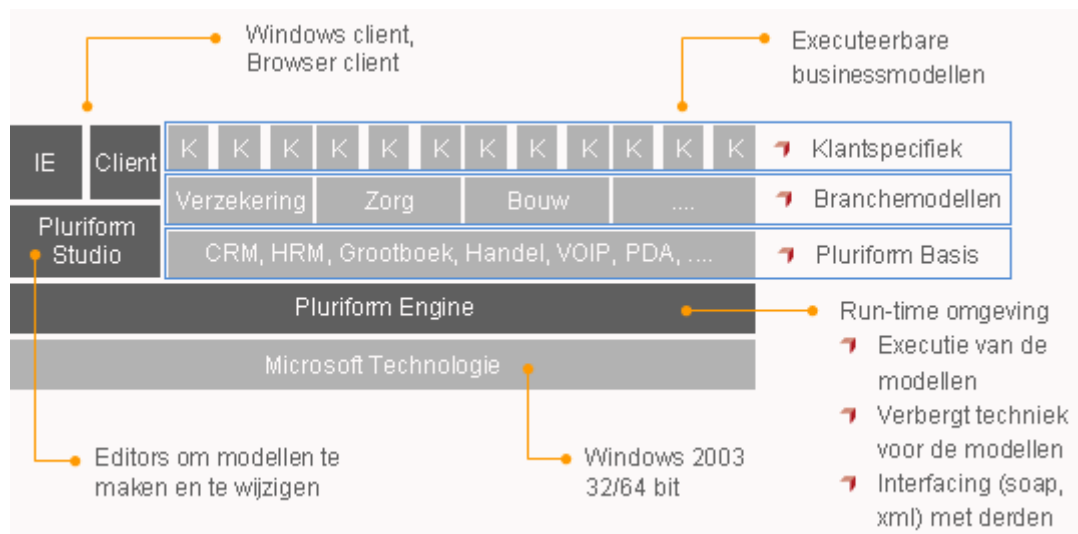 Windows client,
Browser client
Executeerbare
businessmodellen
IE
Client
K K K K K K K K K K K K
Klantspecifiek
Verzekering Zorg Bouw ....
Branchemodellen
Pluriform
Studio
CRM, HRM, Grootboek, Handel, VOIP, PDA, ....
Pluriform Basis
Pluriform Engine
Microsoft Technologie
Run-time omgeving
Executie van de
modellen
Verbergt techniek
voor de modellen
Interfacing (soap,
xml) met derden
Editors om modellen te
maken en te wijzigen
Windows 2003
32/64 bit